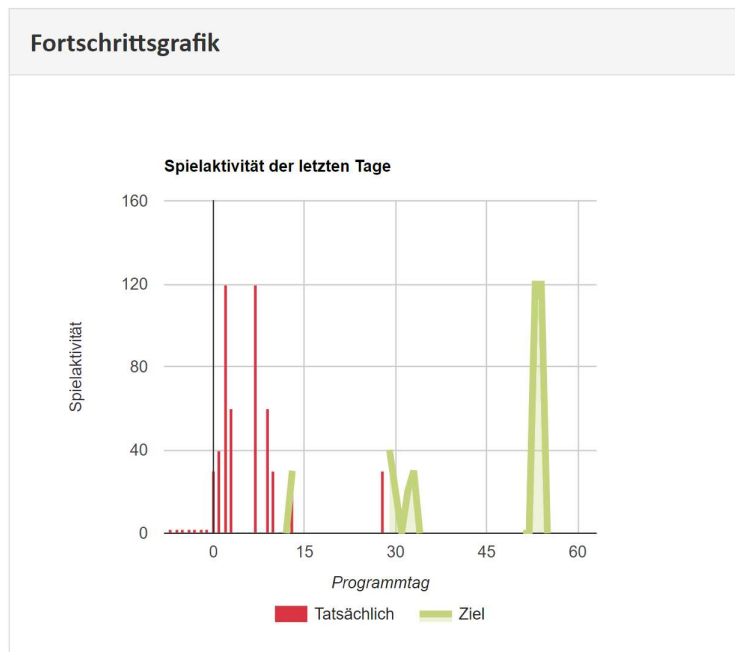 Fortschrittsgrafik
Spielaktivität der letzten Tage
160
120
80
40
0
Spielaktivität
0 15 30 45 60
Programmtag
Tatsächlich Ziel